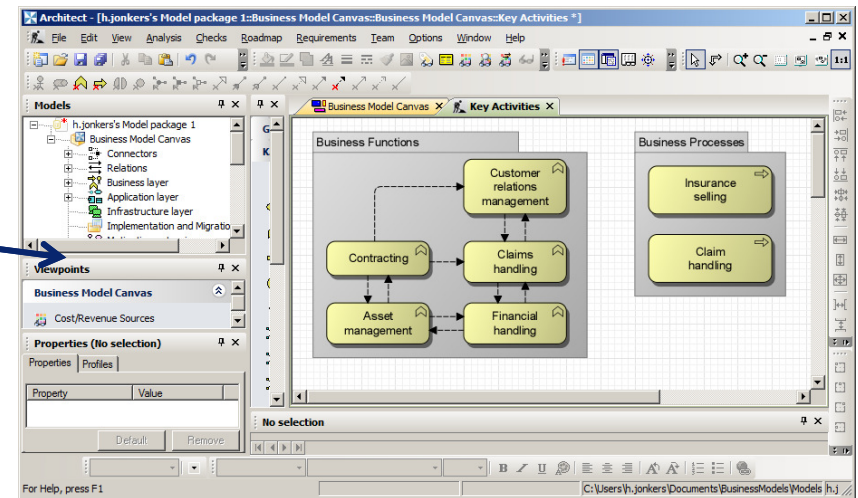 Architect - [h.jonkers's Model package 1::Business Model Canvas::Business Model Canvas::Key Activities *]
File Edit View Analysis Checks Roadmap Requirements Team Options Window Help
1:1
Models
h.jonkers's Model package 1
Business Model Canvas
Connectors
Relations
Business layer
Application layer
Infrastructure layer
Implementation and Migratio
Viewpoints
Business Model Canvas
Cost/Revenue Sources
Properties (No selection)
Properties Profiles
Property Value
Default Remove
G
K
Business Model Canvas Key Activities
Business Functions
Customer
relations
management
Contracting
Claims
handling
Asset
management
Financial
handling
Business Processes
Insurance
selling
Claim
handling
No selection
B I U
For Help, press F1
C:\Users\h.jonkers\Documents\BusinessModels\Models h.j